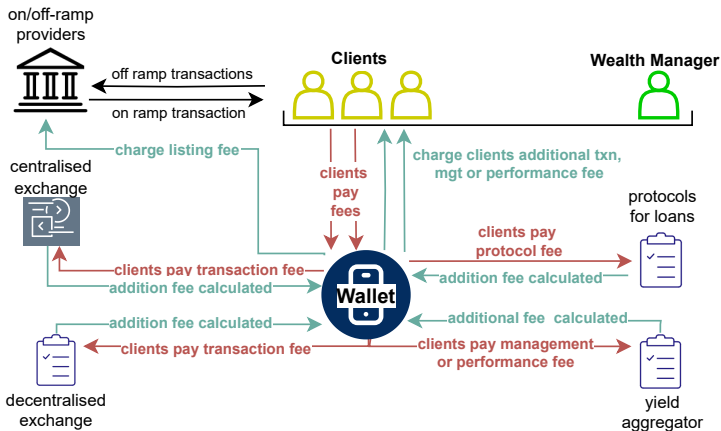 on/off-ramp
providers
Clients
Wealth Manager
off ramp transactions
on ramp transaction
charge listing fee
clients
pay
fees
charge clients additional txn,
mgt or performance fee
centralised
exchange
protocols
for loans
clients pay
protocol fee
clients pay transaction fee
addition fee calculated
addition fee calculated
Wallet
addition fee calculated
additional fee calculated
clients pay transaction fee
clients pay management
or performance fee
decentralised
exchange
yield
aggregator